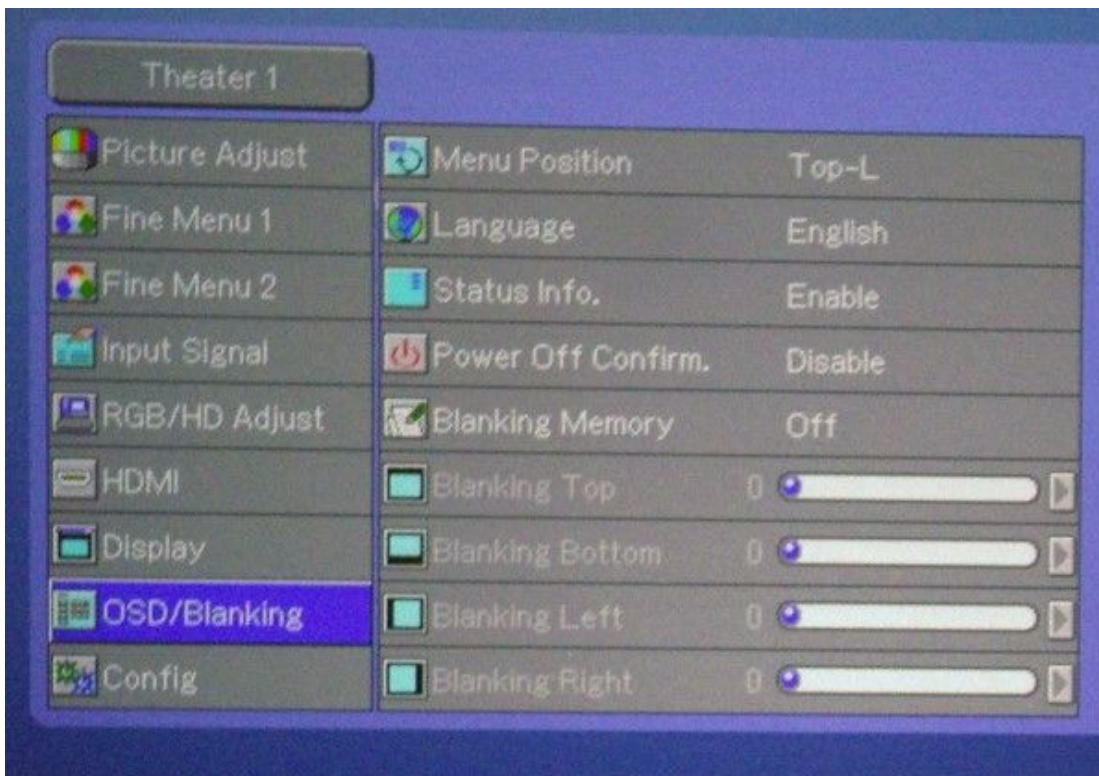 Theater 1
Picture Adjust
Fine Menu 1
Fine Menu 2
Input Signal
RGB/HD Adjust
HDMI
Display
OSD/Blanking
Config
Menu Position Top-L
Language English
Status Info. Enable
Power Off Confirm. Disable
Blanking Memory Off
Blanking Top 0
Blanking Bottom 0
Blanking Left 0
Blanking Right 0